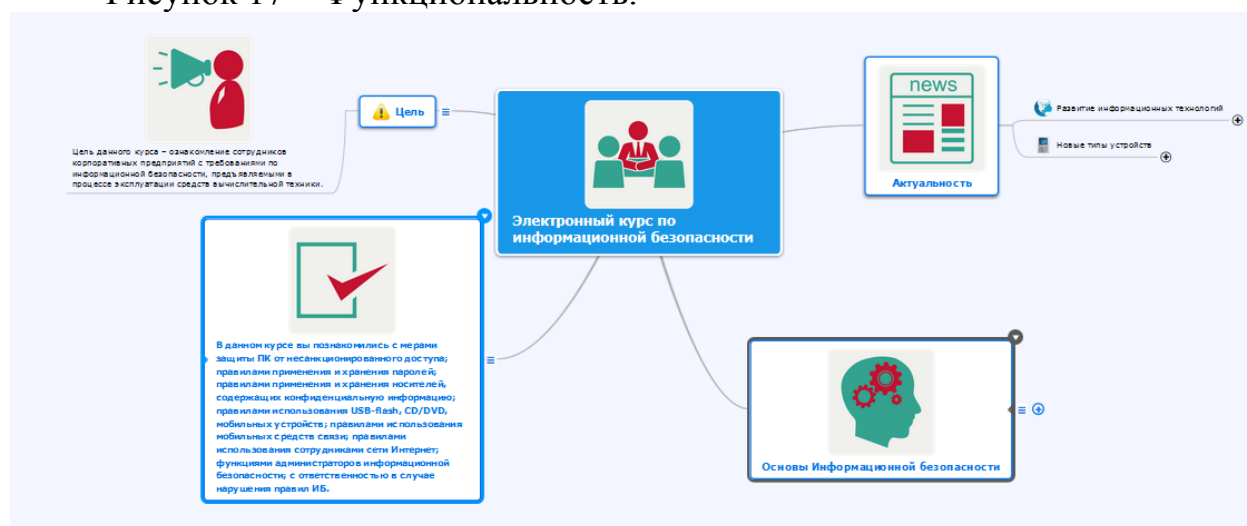 Рисунок 17 – Функциональность.
Цель
Цель данного курса – ознакомление сотрудников
корпоративных предприятий с требованиями по
информационной безопасности, предъявляемыми в
процессе эксплуатации средств вычислительной техники.
Электронный курс по
информационной безопасности
news
Актуальность
Развитие информационных технологий
Новые типы устройств
В данном курсе вы познакомились с мерами
защиты ПК от несанкционированного доступа;
правилами применения и хранения паролей;
правилами применения и хранения носителей,
содержащих конфиденциальную информацию;
правилами использования USB-flash, CD/DVD,
мобильных устройств; правилами использования
мобильных средств связи; правилами
использования сотрудниками сети Интернет;
функциями администраторов информационной
безопасности; с ответственностью в случае
нарушения правил ИБ.
Основы Информационной безопасности